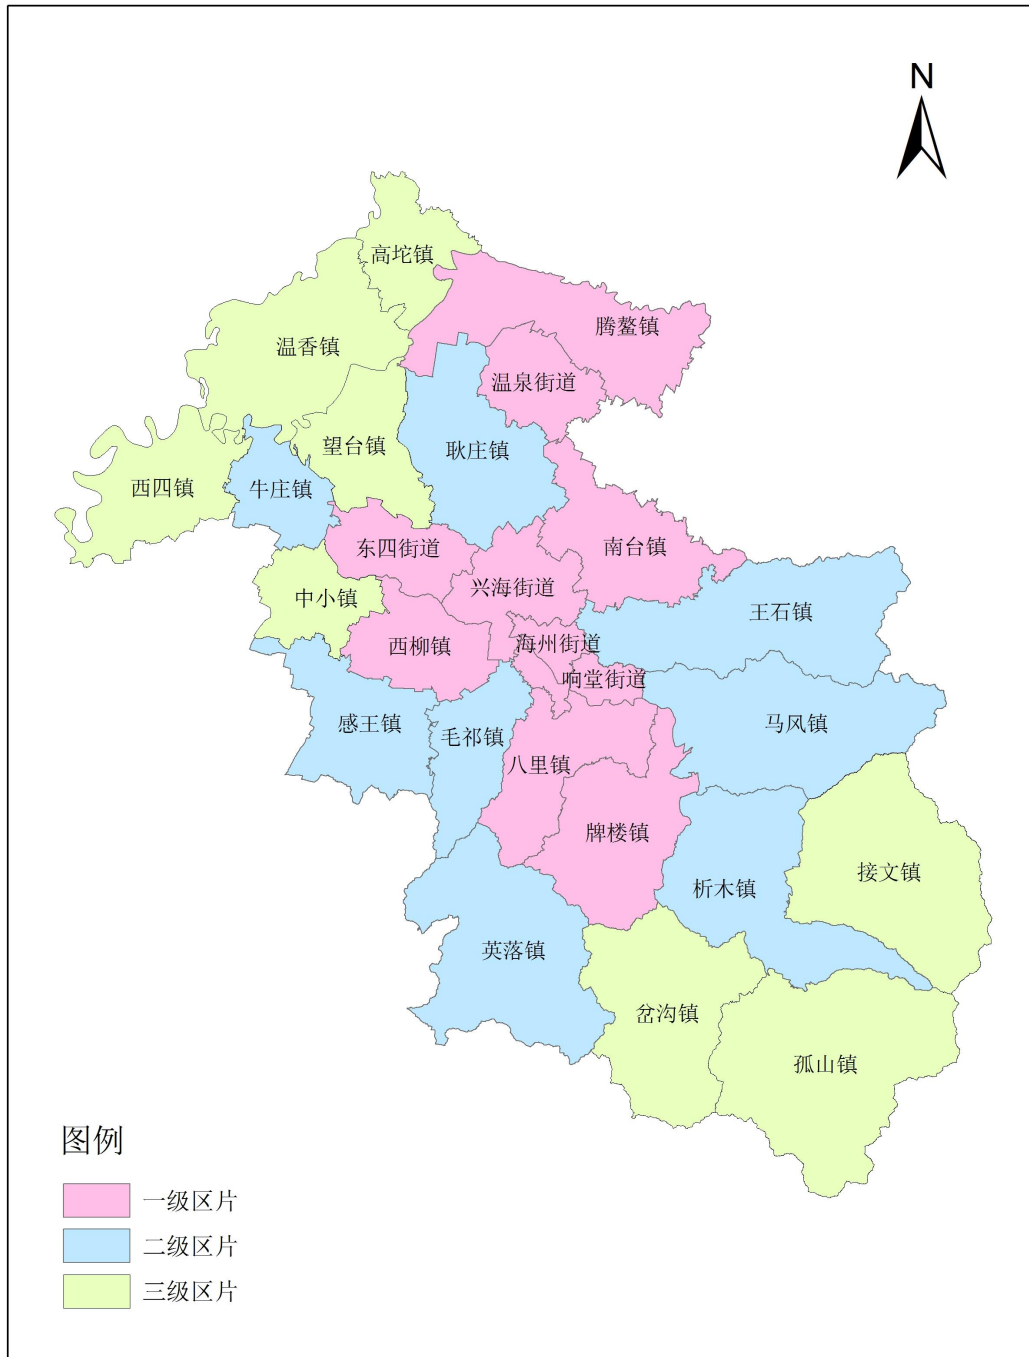 N
高坨镇
腾鳌镇
温香镇
温泉街道
望台镇
耿庄镇
西四镇
牛庄镇
东四街道
南台镇
兴海街道
中小镇
王石镇
西柳镇
海州街道
响堂街道
感王镇
毛祁镇
马风镇
八里镇
牌楼镇
接文镇
析木镇
英落镇
岔沟镇
孤山镇
图例
一级区片
二级区片
三级区片